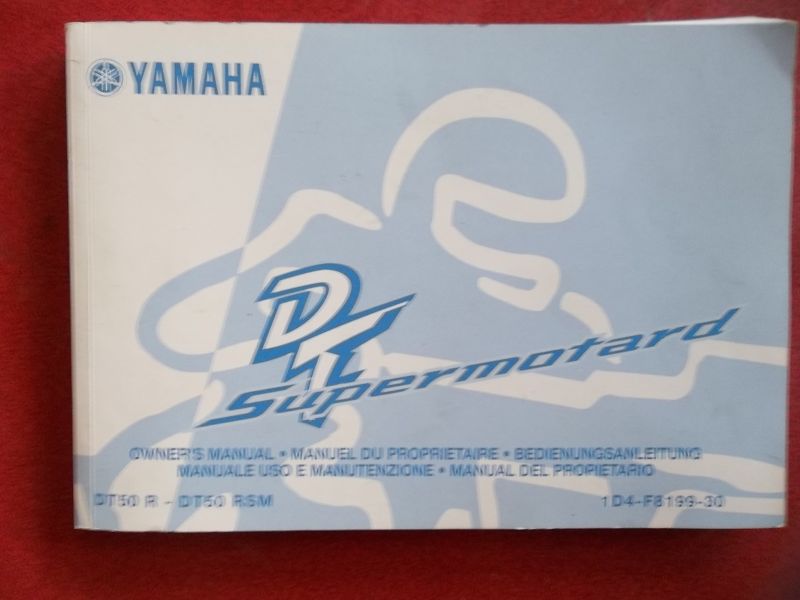 YAMAHA
DT
Supermotard
OWNER'S MANUAL • MANUEL DU PROPRIETAIRE • BEDIENUNGSANLEITUNG
MANUALE USO E MANUTENZIONE • MANUAL DEL PROPIETARIO
DT50 R - DT50 RSM
1D4-F8199-30